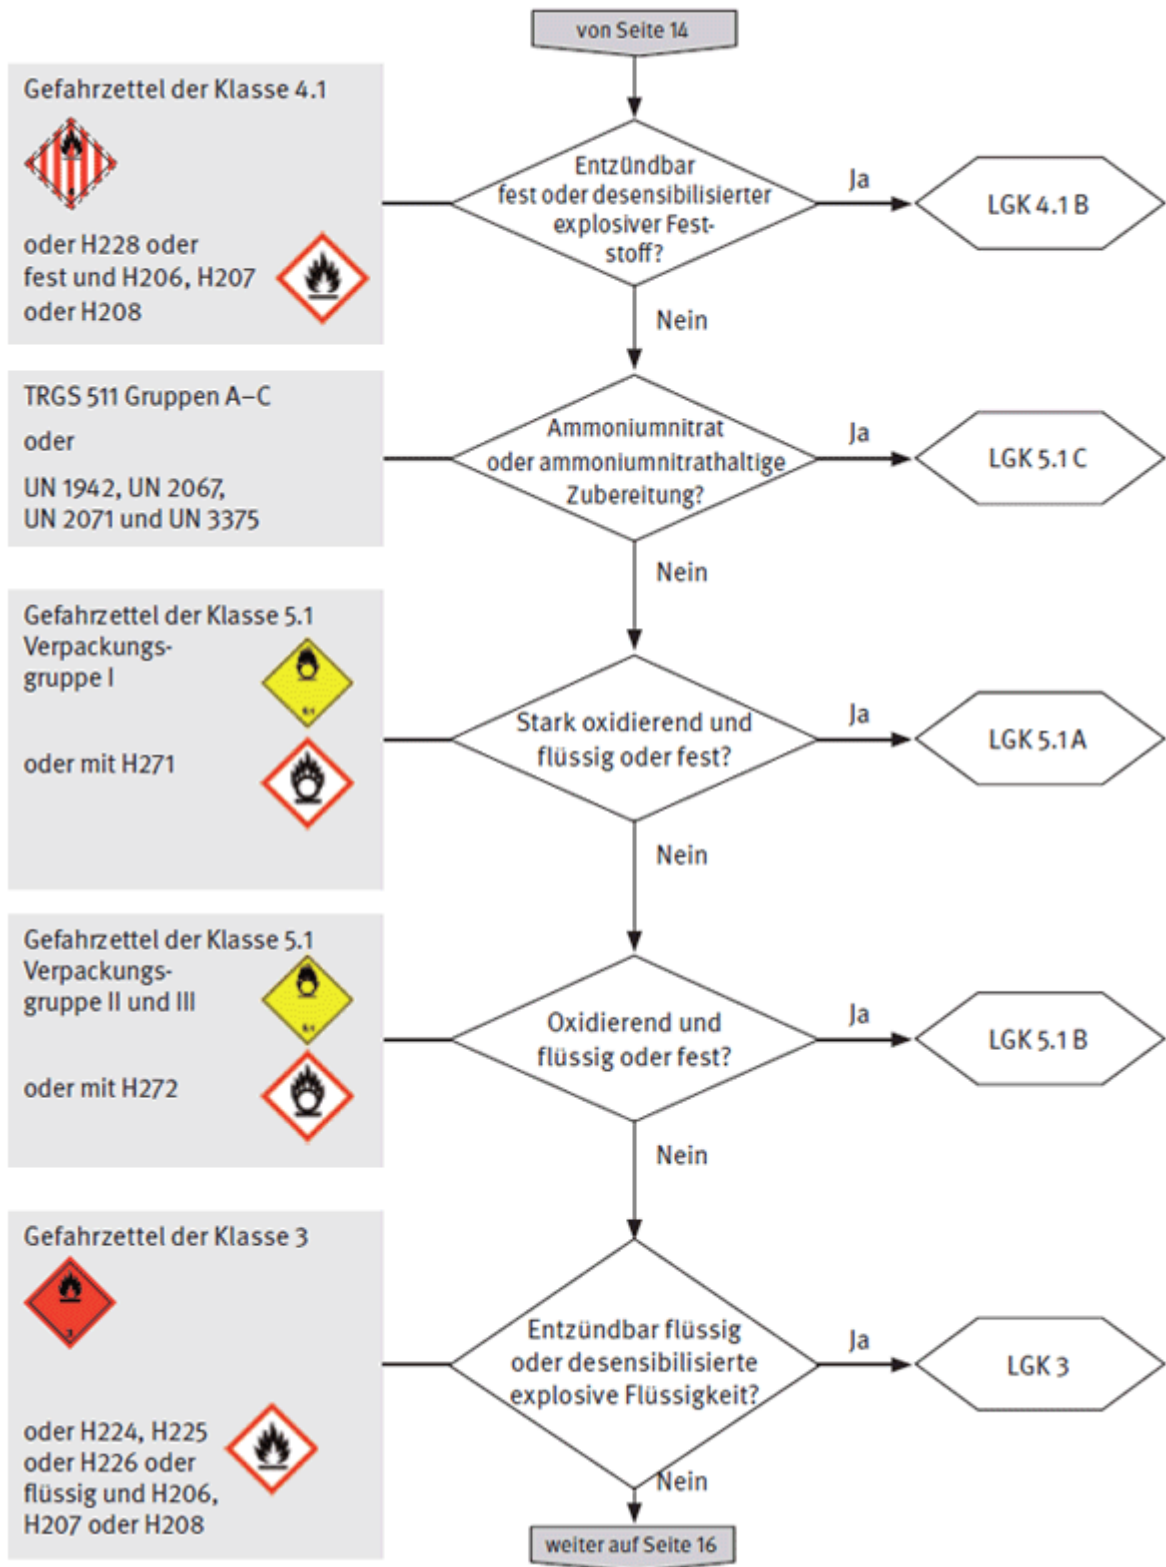 von Seite 14
Gefahrzettel der Klasse 4.1
oder H228 oder
fest und H206, H207
oder H208
Entzündbar
fest oder desensibilisierter
explosiver Fest-
stoff?
Ja
LGK 4.1 B
Nein
TRGS 511 Gruppen A–C
oder
UN 1942, UN 2067,
UN 2071 und UN 3375
Ammoniumnitrat
oder ammoniumnitrathaltige
Zubereitung?
Ja
LGK 5.1 C
Nein
Gefahrzettel der Klasse 5.1
Verpackungs-
gruppe I
5.1
oder mit H271
Stark oxidierend und
flüssig oder fest?
Ja
LGK 5.1 A
Nein
Gefahrzettel der Klasse 5.1
Verpackungs-
gruppe II und III
5.1
oder mit H272
Oxidierend und
flüssig oder fest?
Ja
LGK 5.1 B
Nein
Gefahrzettel der Klasse 3
3
oder H224, H225
oder H226 oder
flüssig und H206,
H207 oder H208
Entzündbar flüssig
oder desensibilisierte
explosive Flüssigkeit?
Ja
LGK 3
Nein
weiter auf Seite 16